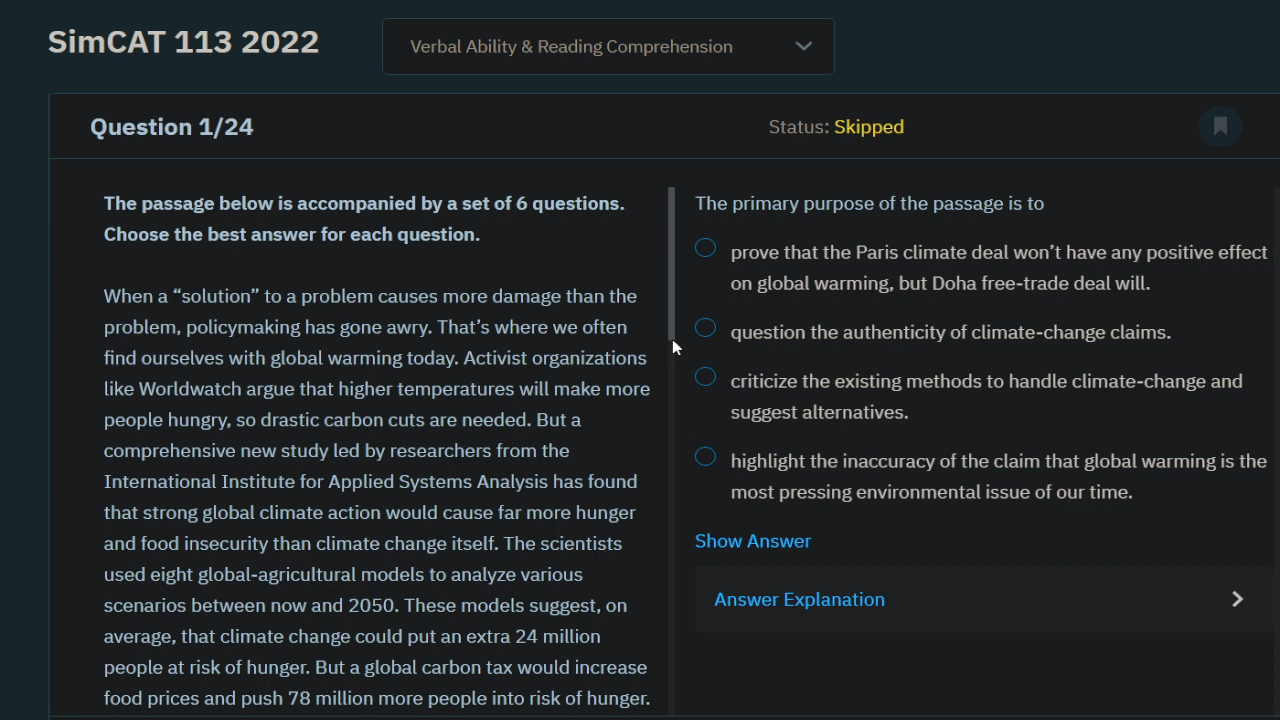 SimCAT 113 2022
Verbal Ability & Reading Comprehension
Question 1/24
Status: Skipped
The passage below is accompanied by a set of 6 questions.
Choose the best answer for each question.
When a “solution” to a problem causes more damage than the
problem, policymaking has gone awry. That’s where we often
find ourselves with global warming today. Activist organizations
like Worldwatch argue that higher temperatures will make more
people hungry, so drastic carbon cuts are needed. But a
comprehensive new study led by researchers from the
International Institute for Applied Systems Analysis has found
that strong global climate action would cause far more hunger
and food insecurity than climate change itself. The scientists
used eight global-agricultural models to analyze various
scenarios between now and 2050. These models suggest, on
average, that climate change could put an extra 24 million
people at risk of hunger. But a global carbon tax would increase
food prices and push 78 million more people into risk of hunger.
The primary purpose of the passage is to
prove that the Paris climate deal won’t have any positive effect
on global warming, but Doha free-trade deal will.
question the authenticity of climate-change claims.
criticize the existing methods to handle climate-change and
suggest alternatives.
highlight the inaccuracy of the claim that global warming is the
most pressing environmental issue of our time.
Show Answer
Answer Explanation